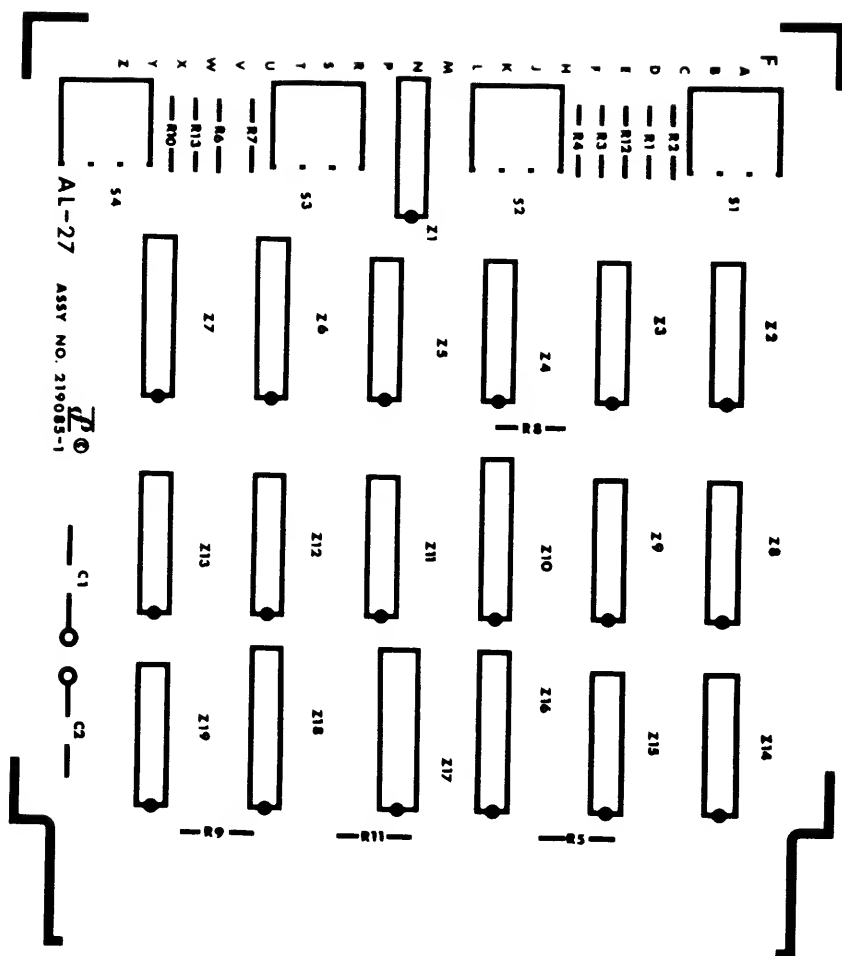 F
A B C D E F H J K L M N P R S T U V W X Y Z
R2 R1 R12 R3 R4
R7 R6 R13 R10
S1
S2
S3
S4
Z1
AL-27 ASSY NO. 219085-1 ©
Z2
Z3
Z4
Z5
Z6
Z7
R8
Z8
Z9
Z10
Z11
Z12
Z13
C1
C2
Z14
Z15
Z16
Z17
Z18
Z19
R5
R11
R9